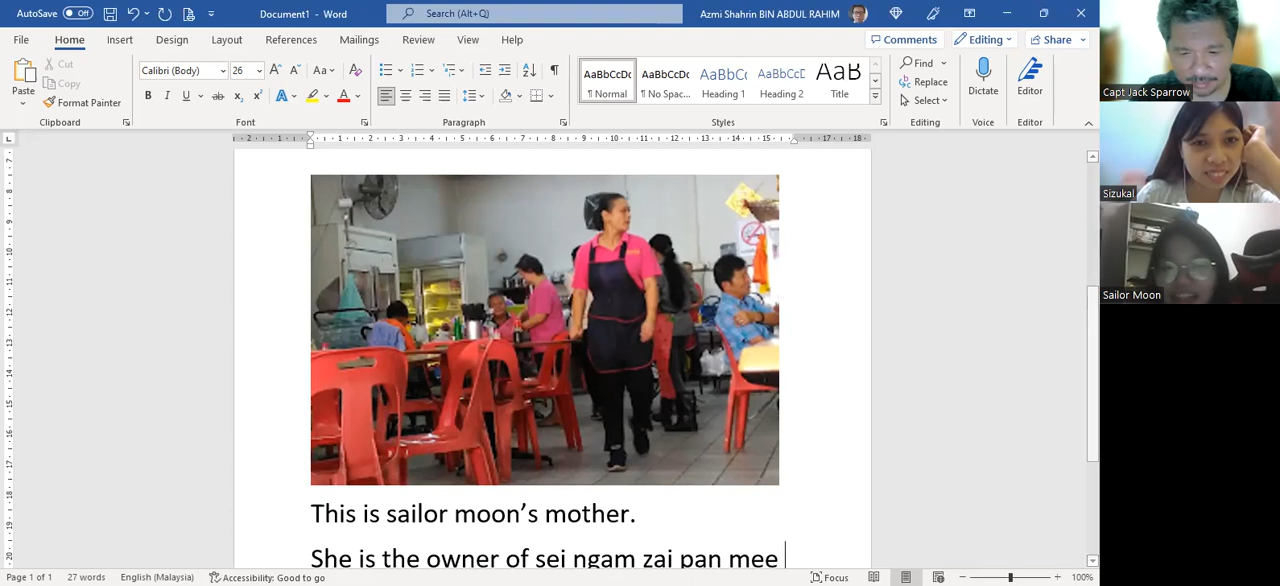 AutoSave Off Document1 - Word Search (Alt+Q) Azmi Shahrin BIN ABDUL RAHIM
File Home Insert Design Layout References Mailings Review View Help Comments Editing Share
Paste Cut Copy Format Painter Clipboard
Calibri (Body) 26 Font
Paragraph
AaBbCcDc AaBbCcDc AaBbCc AaBbCcD AaB
¶ Normal ¶ No Spac... Heading 1 Heading 2 Title
Styles
Find Replace Select Editing
Dictate Voice
Editor Editor
This is sailor moon’s mother.
She is the owner of sei ngam zai pan mee
Capt Jack Sparrow
Sizukal
Sailor Moon
Page 1 of 1 27 words English (Malaysia) Accessibility: Good to go Focus 100%